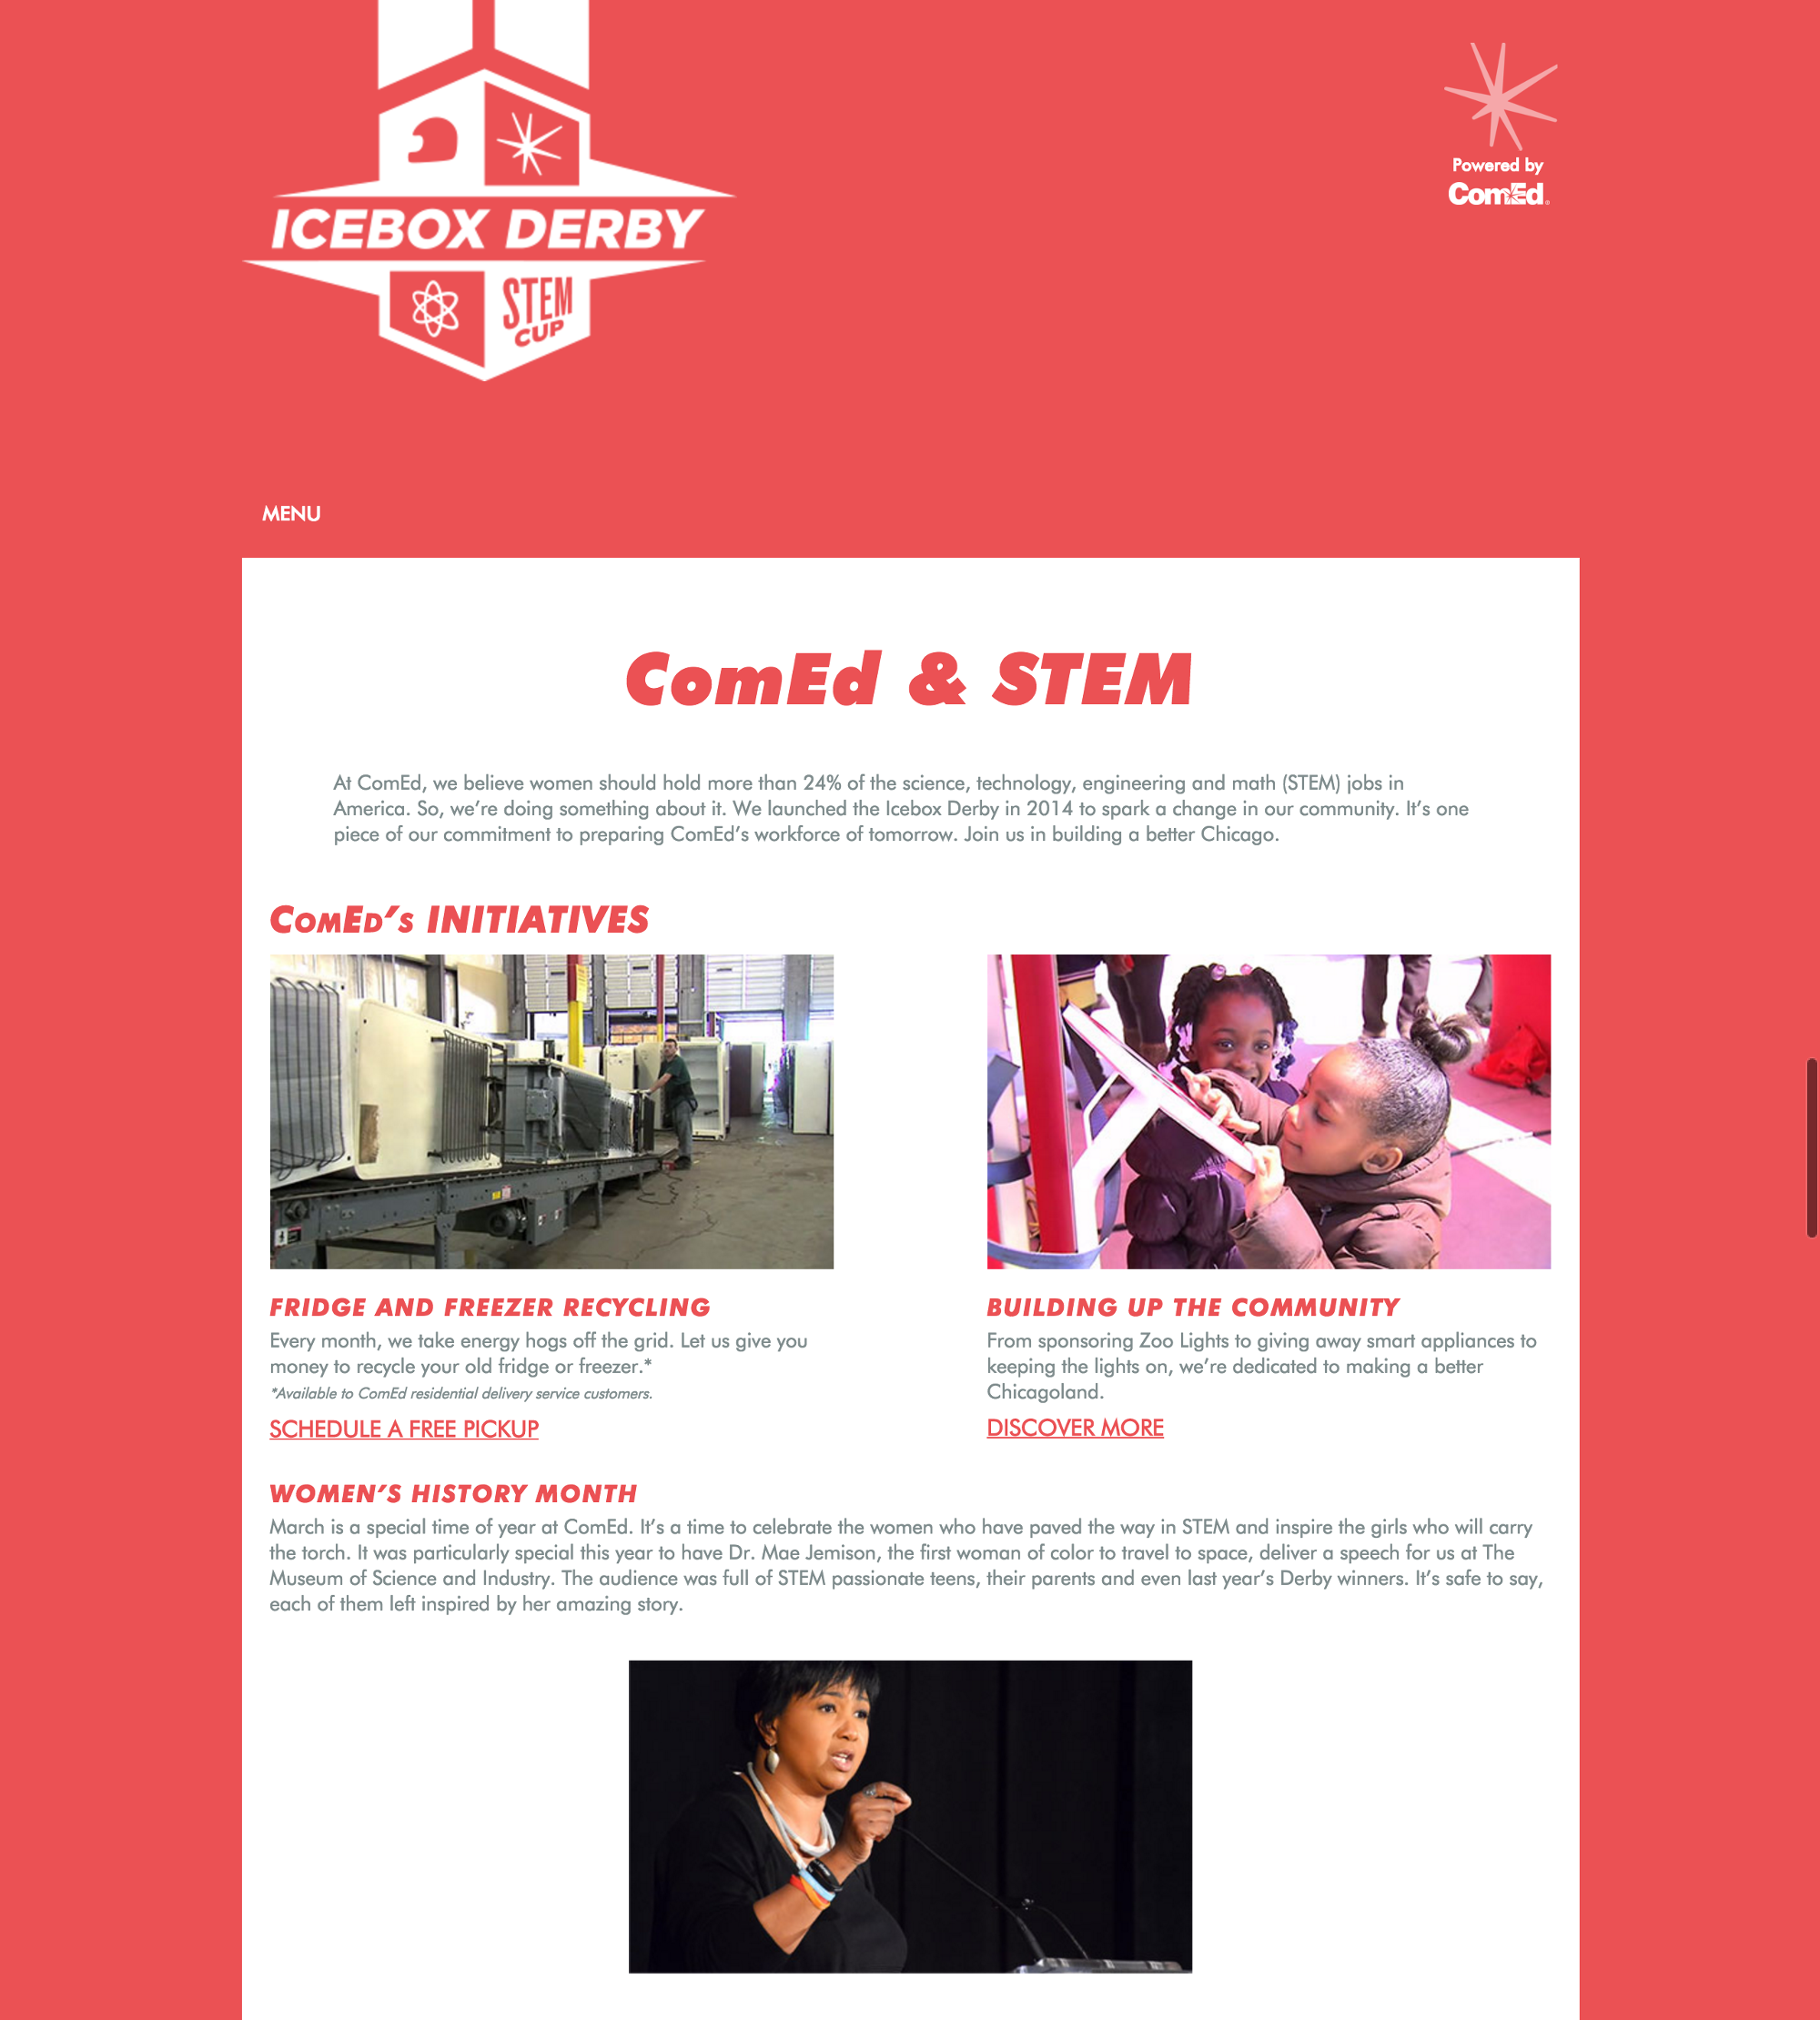 ICEBOX DERBY
STEM
CUP
Powered by
ComEd
MENU
ComEd & STEM
At ComEd, we believe women should hold more than 24% of the science, technology, engineering and math (STEM) jobs in
America. So, we’re doing something about it. We launched the Icebox Derby in 2014 to spark a change in our community. It’s one
piece of our commitment to preparing ComEd’s workforce of tomorrow. Join us in building a better Chicago.
COMED’S INITIATIVES
FRIDGE AND FREEZER RECYCLING
Every month, we take energy hogs off the grid. Let us give you
money to recycle your old fridge or freezer.*
*Available to ComEd residential delivery service customers.
SCHEDULE A FREE PICKUP
BUILDING UP THE COMMUNITY
From sponsoring Zoo Lights to giving away smart appliances to
keeping the lights on, we’re dedicated to making a better
Chicagoland.
DISCOVER MORE
WOMEN’S HISTORY MONTH
March is a special time of year at ComEd. It’s a time to celebrate the women who have paved the way in STEM and inspire the girls who will carry
the torch. It was particularly special this year to have Dr. Mae Jemison, the first woman of color to travel to space, deliver a speech for us at The
Museum of Science and Industry. The audience was full of STEM passionate teens, their parents and even last year’s Derby winners. It’s safe to say,
each of them left inspired by her amazing story.